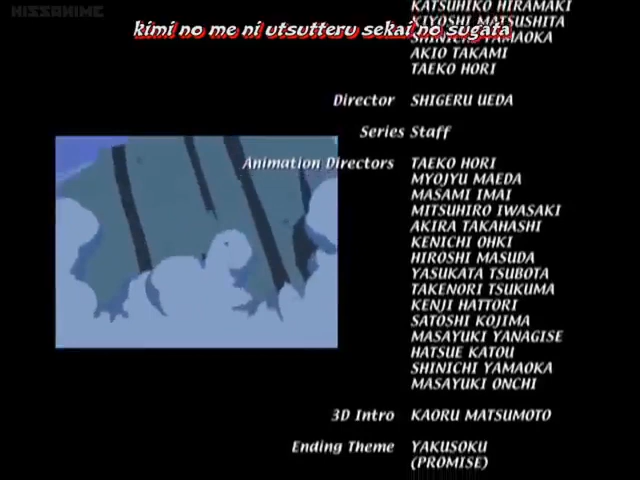 KISSANIME
KATSUHIKO HIRAMAKI
KIYOSHI MATSUSHITA
kimi no me ni utsutteru sekai no sugata
SHINICHI YAMAOKA
AKIO TAKAMI
TAEKO HORI
Director SHIGERU UEDA
Series Staff
Animation Directors TAEKO HORI
MYOJYU MAEDA
MASAMI IMAI
MITSUHIRO IWASAKI
AKIRA TAKAHASHI
KENICHI OHKI
HIROSHI MASUDA
YASUKATA TSUBOTA
TAKENORI TSUKUMA
KENJI HATTORI
SATOSHI KOJIMA
MASAYUKI YANAGISE
HATSUE KATOU
SHINICHI YAMAOKA
MASAYUKI ONCHI
3D Intro KAORU MATSUMOTO
Ending Theme YAKUSOKU
(PROMISE)